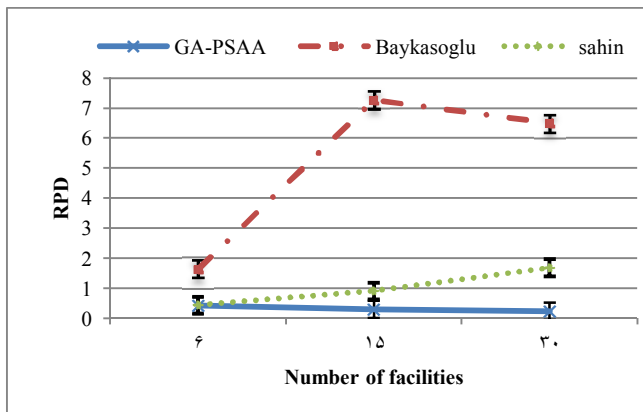 GA-PSAA Baykasoglu sahin
8
7
6
5
4
3
2
1
0
RPD
۶ ۱۵ ۳۰
Number of facilities